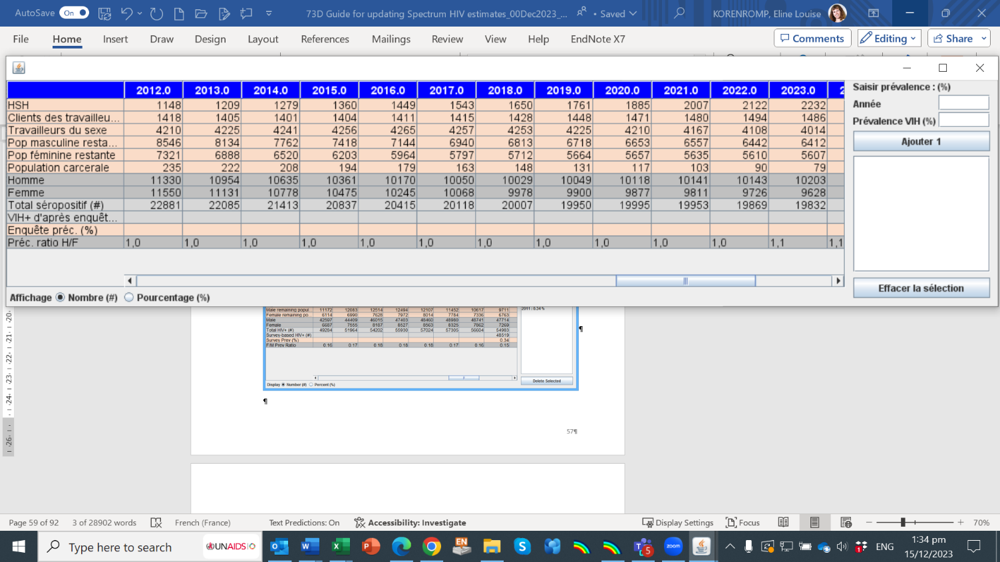 AutoSave On 73D Guide for updating Spectrum HIV estimates_00Dec2023_... • Saved KORENROMP, Eline Louise
File Home Insert Draw Design Layout References Mailings Review View Help EndNote X7 Comments Editing Share
2012.0 2013.0 2014.0 2015.0 2016.0 2017.0 2018.0 2019.0 2020.0 2021.0 2022.0 2023.0
HSH 1148 1209 1279 1360 1449 1543 1650 1761 1885 2007 2122 2232
Clients des travailleu... 1418 1405 1401 1404 1411 1415 1428 1448 1471 1480 1494 1486
Travailleurs du sexe 4210 4225 4241 4256 4265 4257 4253 4225 4210 4167 4108 4014
Pop masculine resta... 8546 8134 7762 7418 7144 6940 6813 6718 6653 6557 6442 6412
Pop féminine restante 7321 6888 6520 6203 5964 5797 5712 5664 5657 5635 5610 5607
Population carcerale 235 222 208 194 179 163 148 131 117 103 90 79
Homme 11330 10954 10635 10361 10170 10050 10029 10049 10118 10141 10143 10203
Femme 11550 11131 10778 10475 10245 10068 9978 9900 9877 9811 9726 9628
Total séropositif (#) 22881 22085 21413 20837 20415 20118 20007 19950 19995 19953 19869 19832
VIH+ d'après enquêt...
Enquête préc. (%)
Préc. ratio H/F 1,0 1,0 1,0 1,0 1,0 1,0 1,0 1,0 1,0 1,0 1,0 1,1 1,1
Affichage Nombre (#) Pourcentage (%)
Saisir prévalence : (%)
Année
Prévalence VIH (%)
Ajouter 1
Effacer la sélection
Male remaining popul... 11172 12083 12514 12494 12107 11452 10617 9711
Female remaining po... 6114 6990 7628 7972 8014 7784 7336 6763
Male 42597 44409 46015 47403 48460 48980 48741 47714
Female 6687 7555 8187 8527 8563 8325 7862 7269
Total HIV+ (#) 49284 51964 54202 55930 57024 57305 56604 54983
Survey-based HIV+ (#) 48519
Survey Prev (%) 0.34
F/M Prev Ratio 0.16 0.17 0.18 0.18 0.18 0.17 0.16 0.15
Display Number (#) Percent (%)
2011 : 0.34 %
Delete Selected
¶
¶
57¶
·20·
·21·
·22·
·23·
·24·
·26·
Page 59 of 92 3 of 28902 words French (France) Text Predictions: On Accessibility: Investigate Display Settings Focus 70%
Type here to search UNAIDS EN zoom 5 1 ENG
1:34 pm
15/12/2023